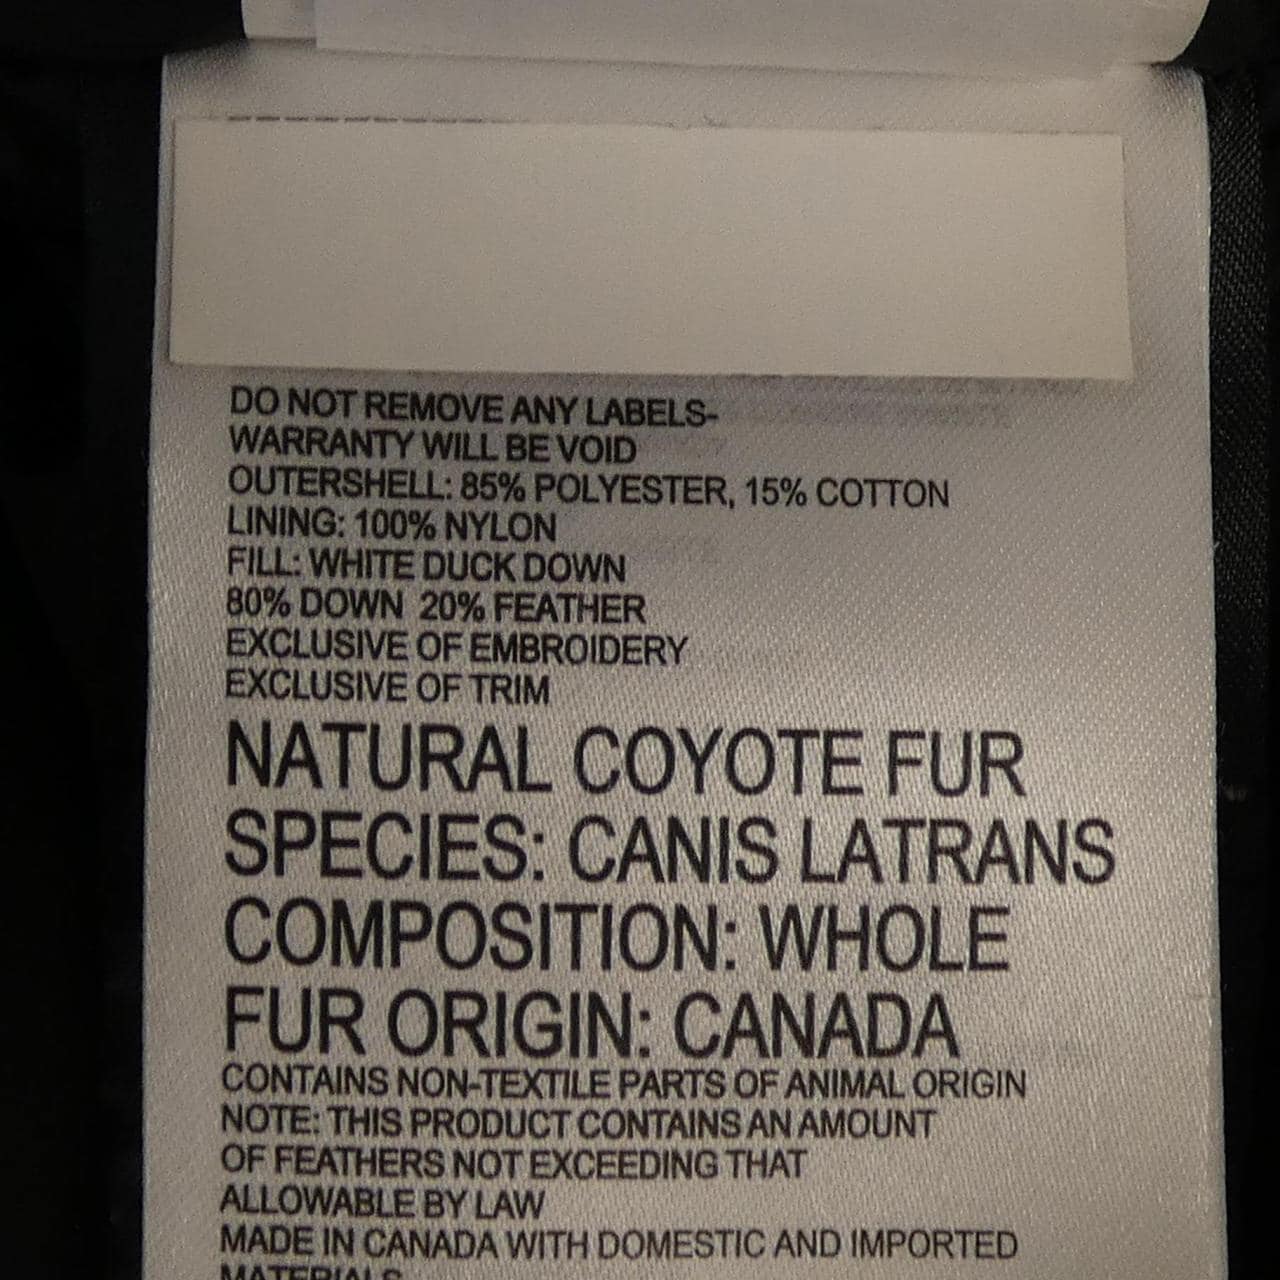 DO NOT REMOVE ANY LABELS-
WARRANTY WILL BE VOID
OUTERSHELL: 85% POLYESTER, 15% COTTON
LINING: 100% NYLON
FILL: WHITE DUCK DOWN
80% DOWN 20% FEATHER
EXCLUSIVE OF EMBROIDERY
EXCLUSIVE OF TRIM
NATURAL COYOTE FUR
SPECIES: CANIS LATRANS
COMPOSITION: WHOLE
FUR ORIGIN: CANADA
CONTAINS NON-TEXTILE PARTS OF ANIMAL ORIGIN
NOTE: THIS PRODUCT CONTAINS AN AMOUNT
OF FEATHERS NOT EXCEEDING THAT
ALLOWABLE BY LAW
MADE IN CANADA WITH DOMESTIC AND IMPORTED
MATERIALS